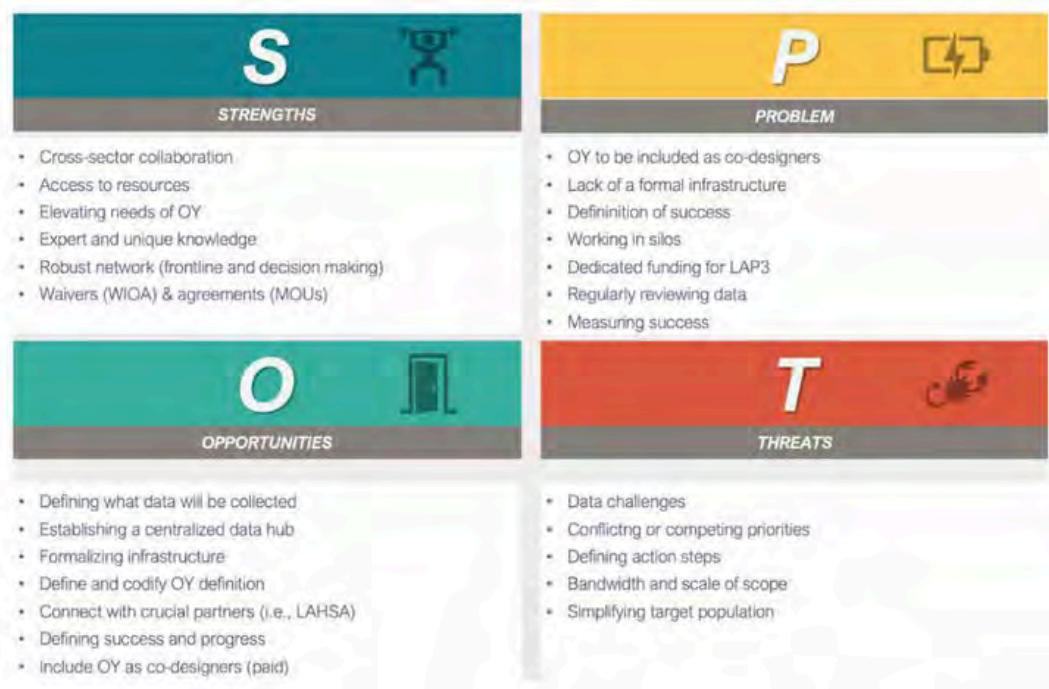 S
STRENGTHS
• Cross-sector collaboration
• Access to resources
• Elevating needs of OY
• Expert and unique knowledge
• Robust network (frontline and decision making)
• Waivers (WIOA) & agreements (MOUs)
P
PROBLEM
• OY to be included as co-designers
• Lack of a formal infrastructure
• Defininition of success
• Working in silos
• Dedicated funding for LAP3
• Regularly reviewing data
• Measuring success
O
OPPORTUNITIES
• Defining what data will be collected
• Establishing a centralized data hub
• Formalizing infrastructure
• Define and codify OY definition
• Connect with crucial partners (i.e., LAHSA)
• Defining success and progress
• Include OY as co-designers (paid)
T
THREATS
• Data challenges
• Conflictng or competing priorities
• Defining action steps
• Bandwidth and scale of scope
• Simplifying target population